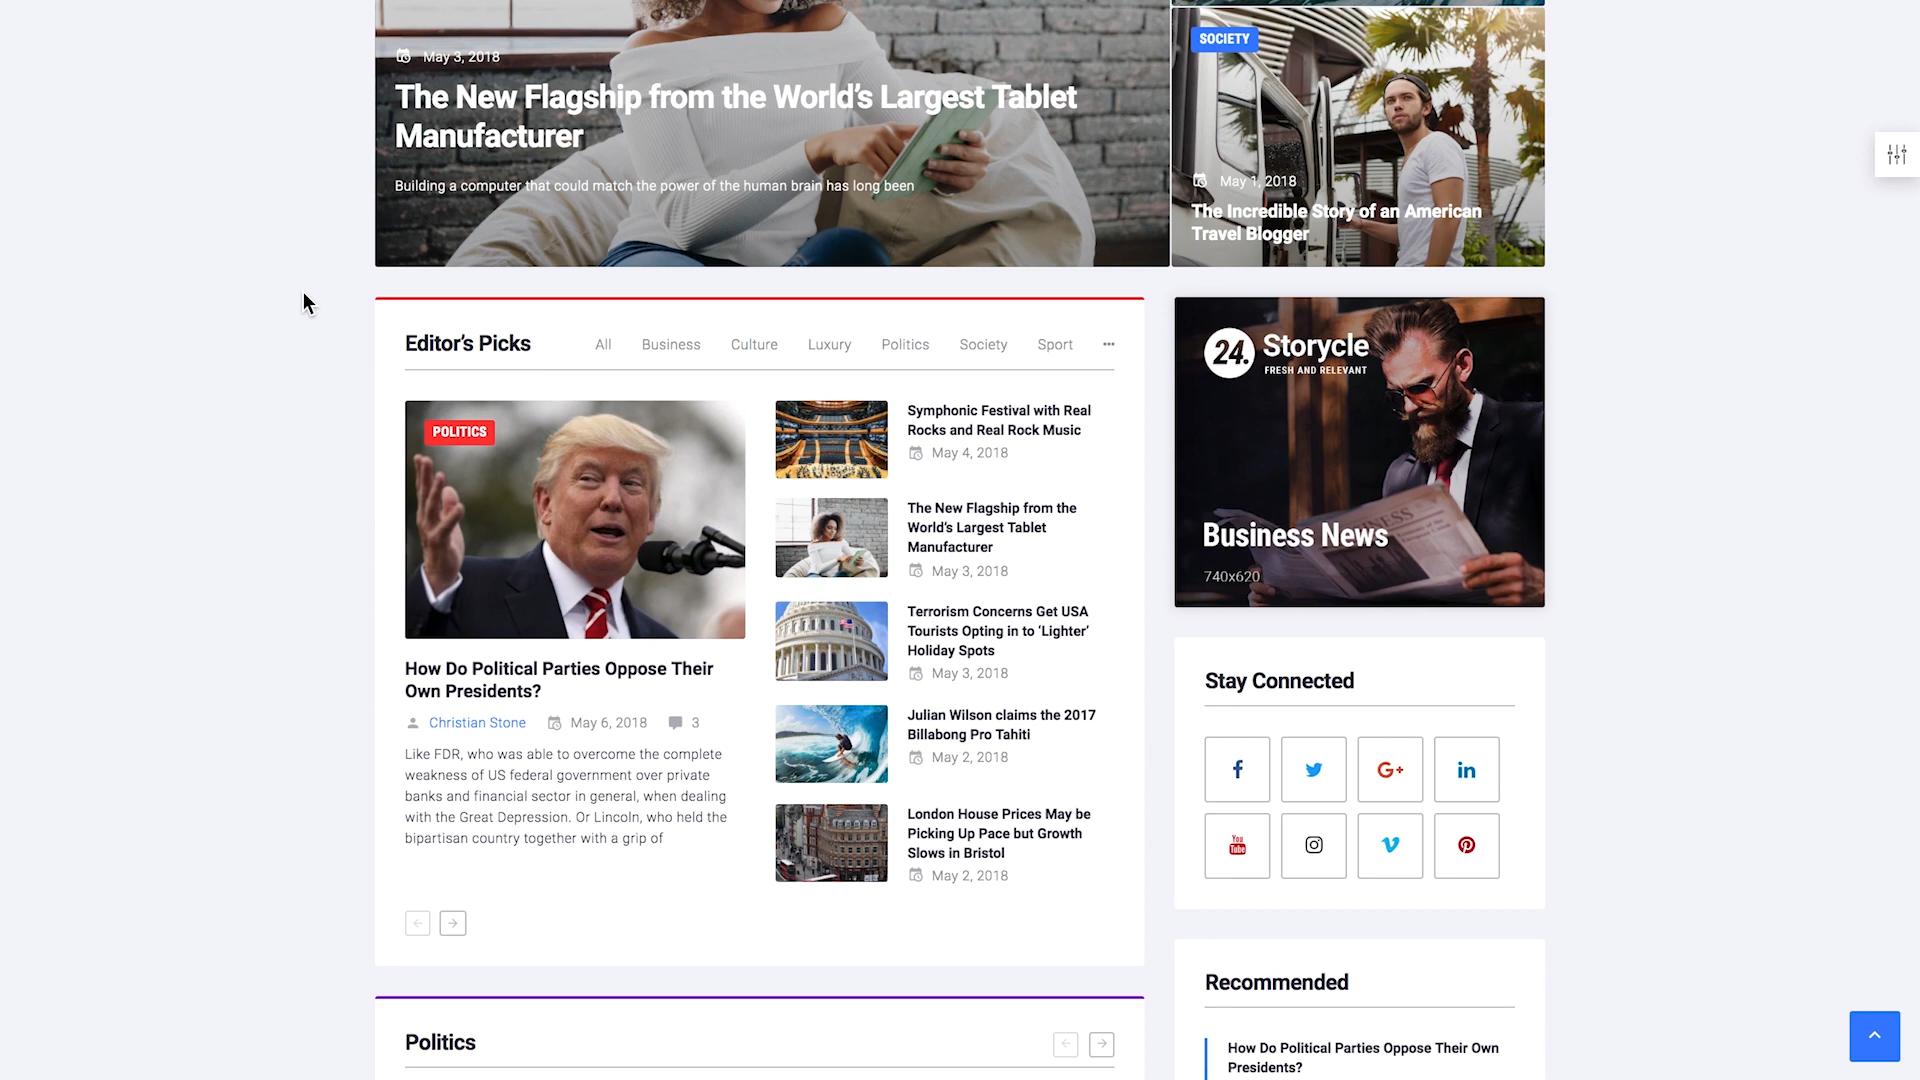 May 3, 2018
The New Flagship from the World’s Largest Tablet
Manufacturer
Building a computer that could match the power of the human brain has long been
SOCIETY
May 1, 2018
The Incredible Story of an American
Travel Blogger
Editor’s Picks
All Business Culture Luxury Politics Society Sport
POLITICS
How Do Political Parties Oppose Their
Own Presidents?
Christian Stone May 6, 2018 3
Like FDR, who was able to overcome the complete
weakness of US federal government over private
banks and financial sector in general, when dealing
with the Great Depression. Or Lincoln, who held the
bipartisan country together with a grip of
Symphonic Festival with Real
Rocks and Real Rock Music
May 4, 2018
The New Flagship from the
World’s Largest Tablet
Manufacturer
May 3, 2018
Terrorism Concerns Get USA
Tourists Opting in to ‘Lighter’
Holiday Spots
May 3, 2018
Julian Wilson claims the 2017
Billabong Pro Tahiti
May 2, 2018
London House Prices May be
Picking Up Pace but Growth
Slows in Bristol
May 2, 2018
24. Storycle
FRESH AND RELEVANT
Business News
740x620
Stay Connected
f G+ in
You Tube
Politics
Recommended
How Do Political Parties Oppose Their Own
Presidents?